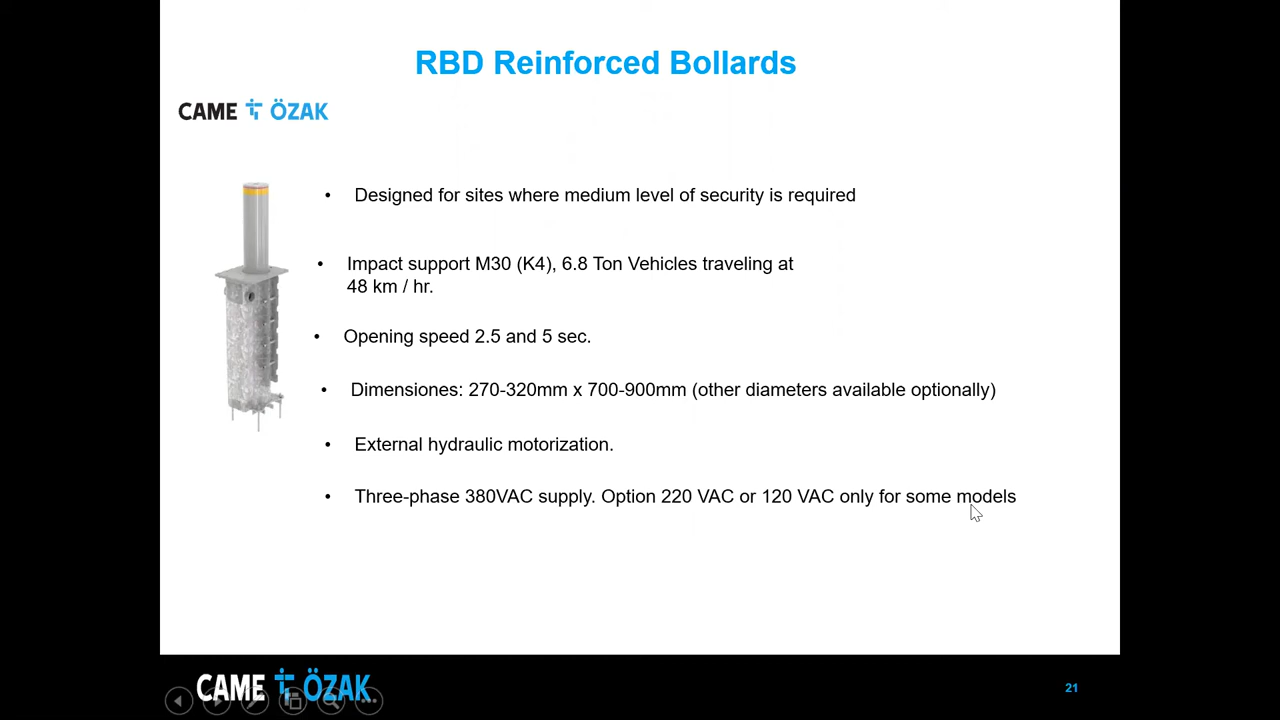 RBD Reinforced Bollards
CAME ÖZAK
• Designed for sites where medium level of security is required
• Impact support M30 (K4), 6.8 Ton Vehicles traveling at
48 km / hr.
• Opening speed 2.5 and 5 sec.
• Dimensiones: 270-320mm x 700-900mm (other diameters available optionally)
• External hydraulic motorization.
• Three-phase 380VAC supply. Option 220 VAC or 120 VAC only for some models
CAME ÖZAK
21